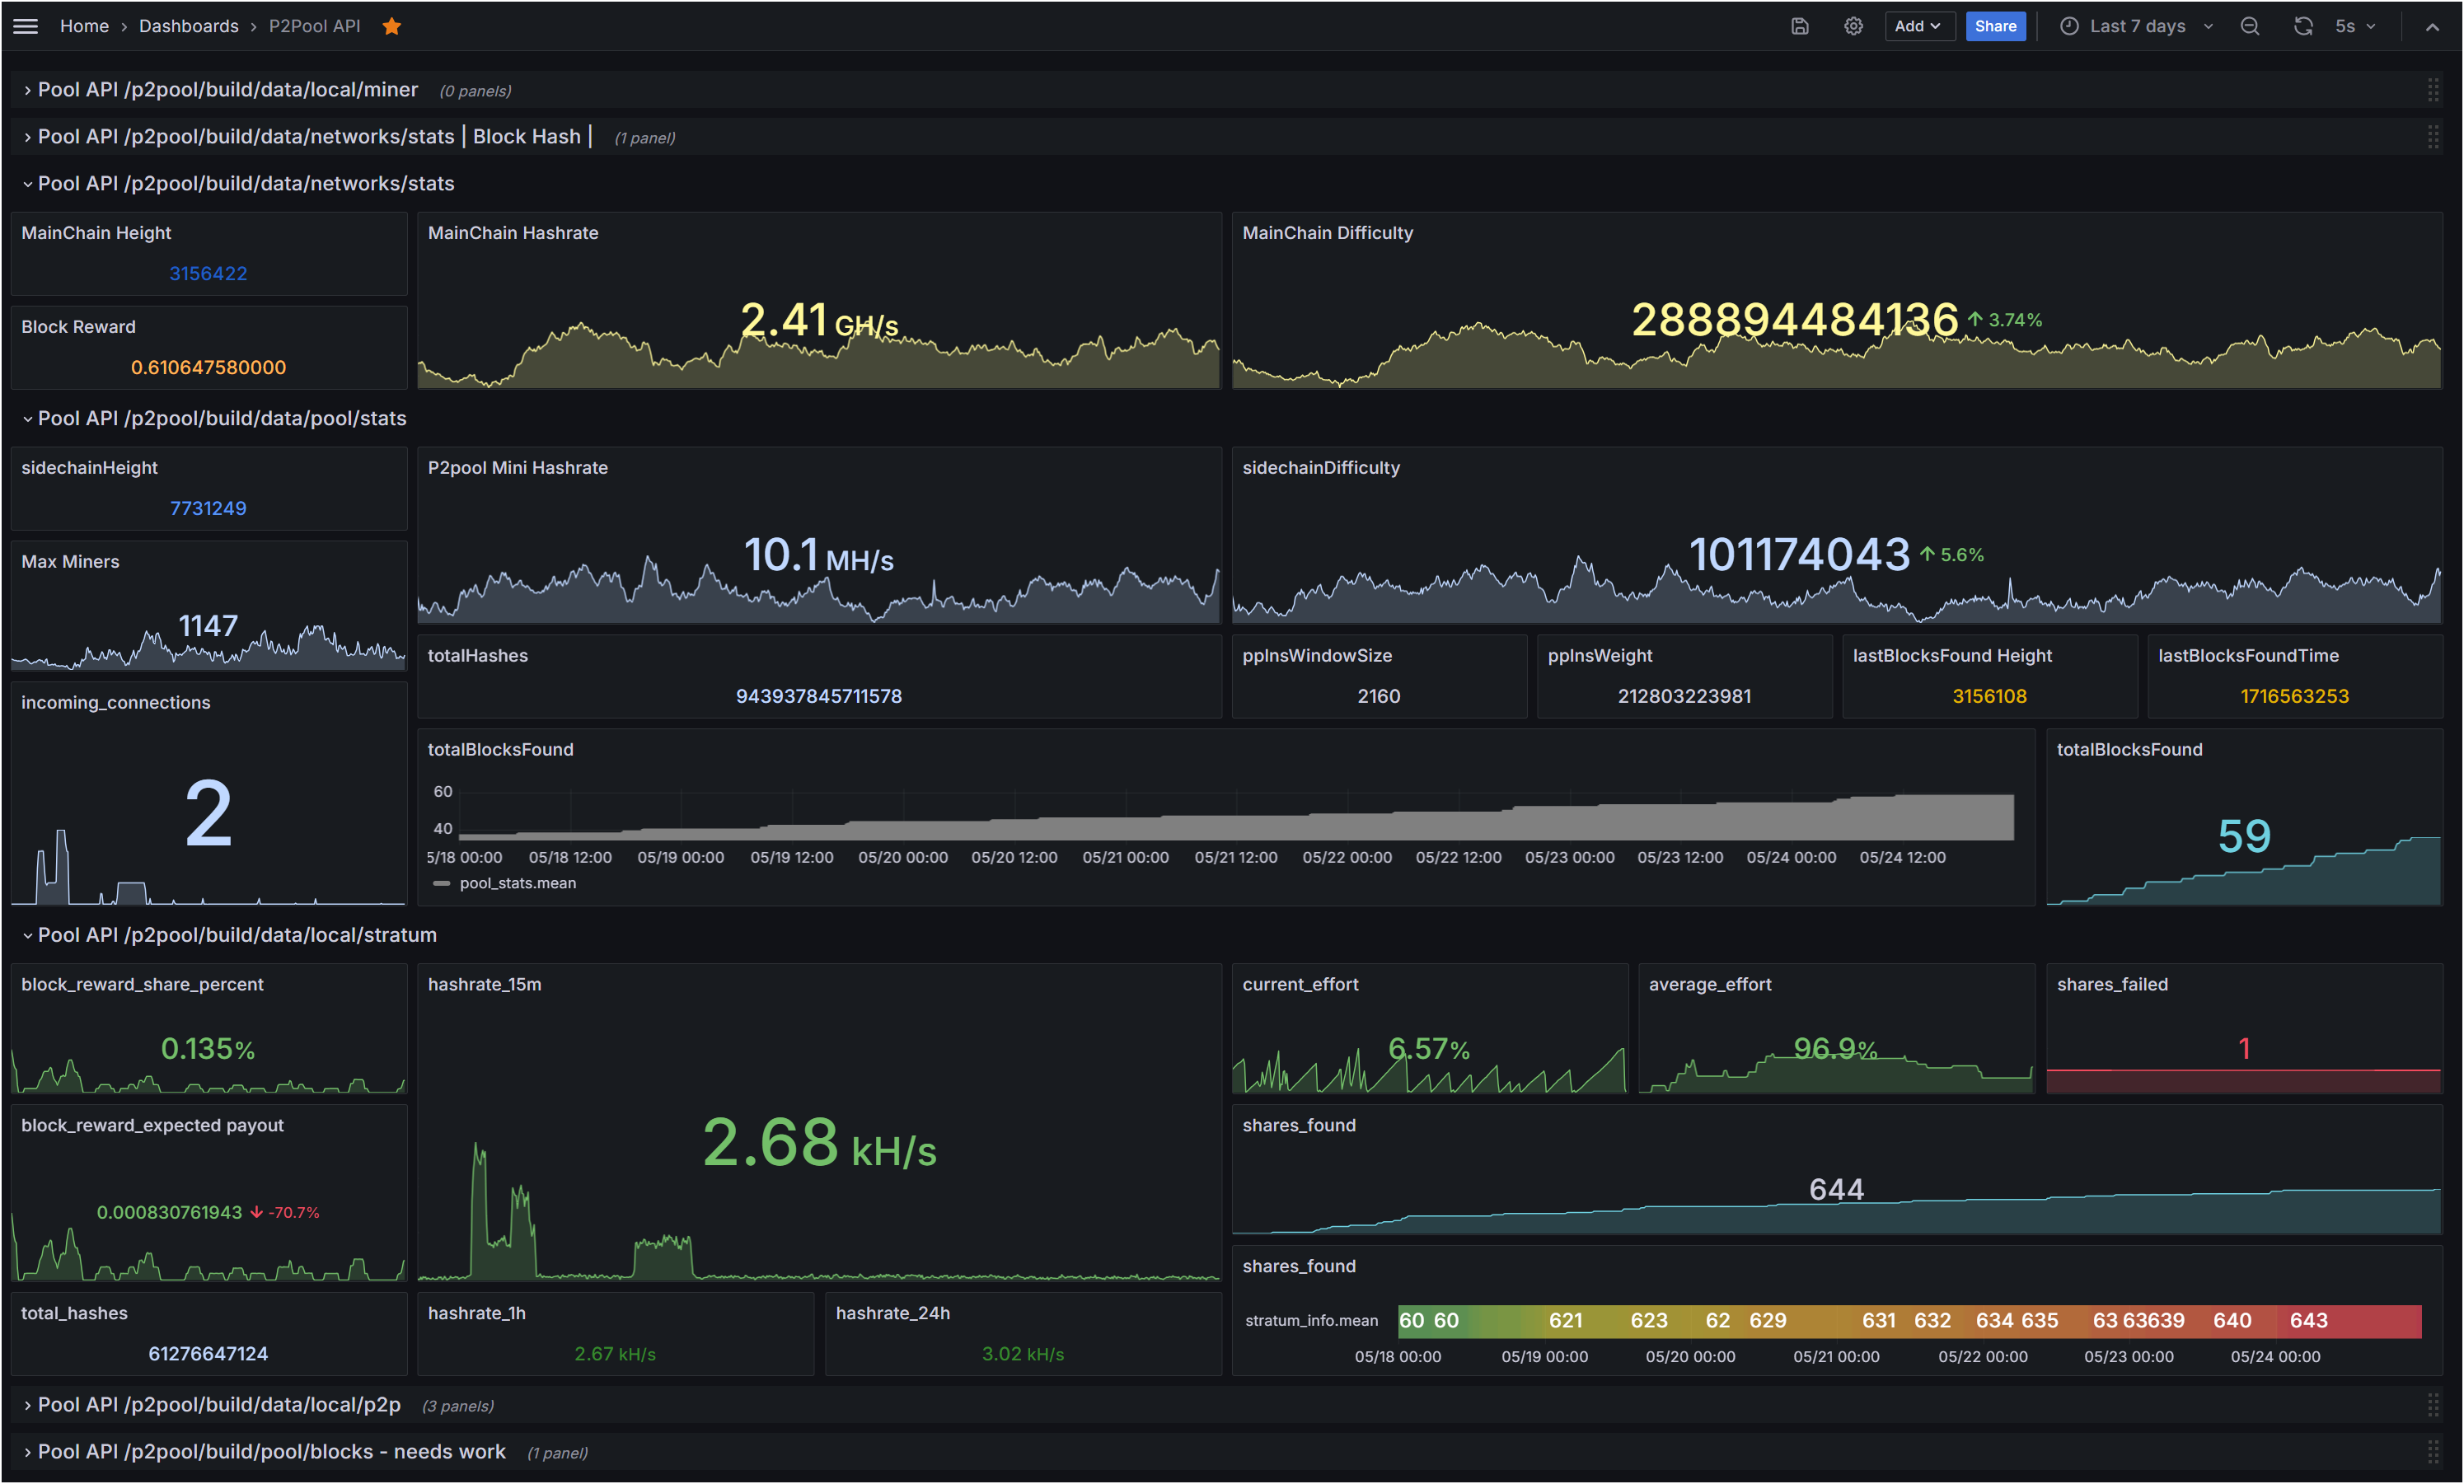 Home › Dashboards › P2Pool API
Add
Share
Last 7 days
5s
Pool API /p2pool/build/data/local/miner (0 panels)
Pool API /p2pool/build/data/networks/stats | Block Hash | (1 panel)
Pool API /p2pool/build/data/networks/stats
MainChain Height
3156422
Block Reward
0.610647580000
MainChain Hashrate
2.41 GH/s
MainChain Difficulty
288894484136 3.74%
Pool API /p2pool/build/data/pool/stats
sidechainHeight
7731249
Max Miners
1147
incoming_connections
2
P2pool Mini Hashrate
10.1 MH/s
sidechainDifficulty
101174043 5.6%
totalHashes
943937845711578
pplnsWindowSize
2160
pplnsWeight
212803223981
lastBlocksFound Height
3156108
lastBlocksFoundTime
1716563253
totalBlocksFound
60
40
5/18 00:00 05/18 12:00 05/19 00:00 05/19 12:00 05/20 00:00 05/20 12:00 05/21 00:00 05/21 12:00 05/22 00:00 05/22 12:00 05/23 00:00 05/23 12:00 05/24 00:00 05/24 12:00
pool_stats.mean
totalBlocksFound
59
Pool API /p2pool/build/data/local/stratum
block_reward_share_percent
0.135%
block_reward_expected payout
0.000830761943 -70.7%
total_hashes
61276647124
hashrate_15m
2.68 kH/s
hashrate_1h
2.67 kH/s
hashrate_24h
3.02 kH/s
current_effort
6.57%
average_effort
96.9%
shares_failed
1
shares_found
644
shares_found
stratum_info.mean
60 60 621 623 62 629 631 632 634 635 63 63639 640 643
05/18 00:00 05/19 00:00 05/20 00:00 05/21 00:00 05/22 00:00 05/23 00:00 05/24 00:00
Pool API /p2pool/build/data/local/p2p (3 panels)
Pool API /p2pool/build/pool/blocks - needs work (1 panel)